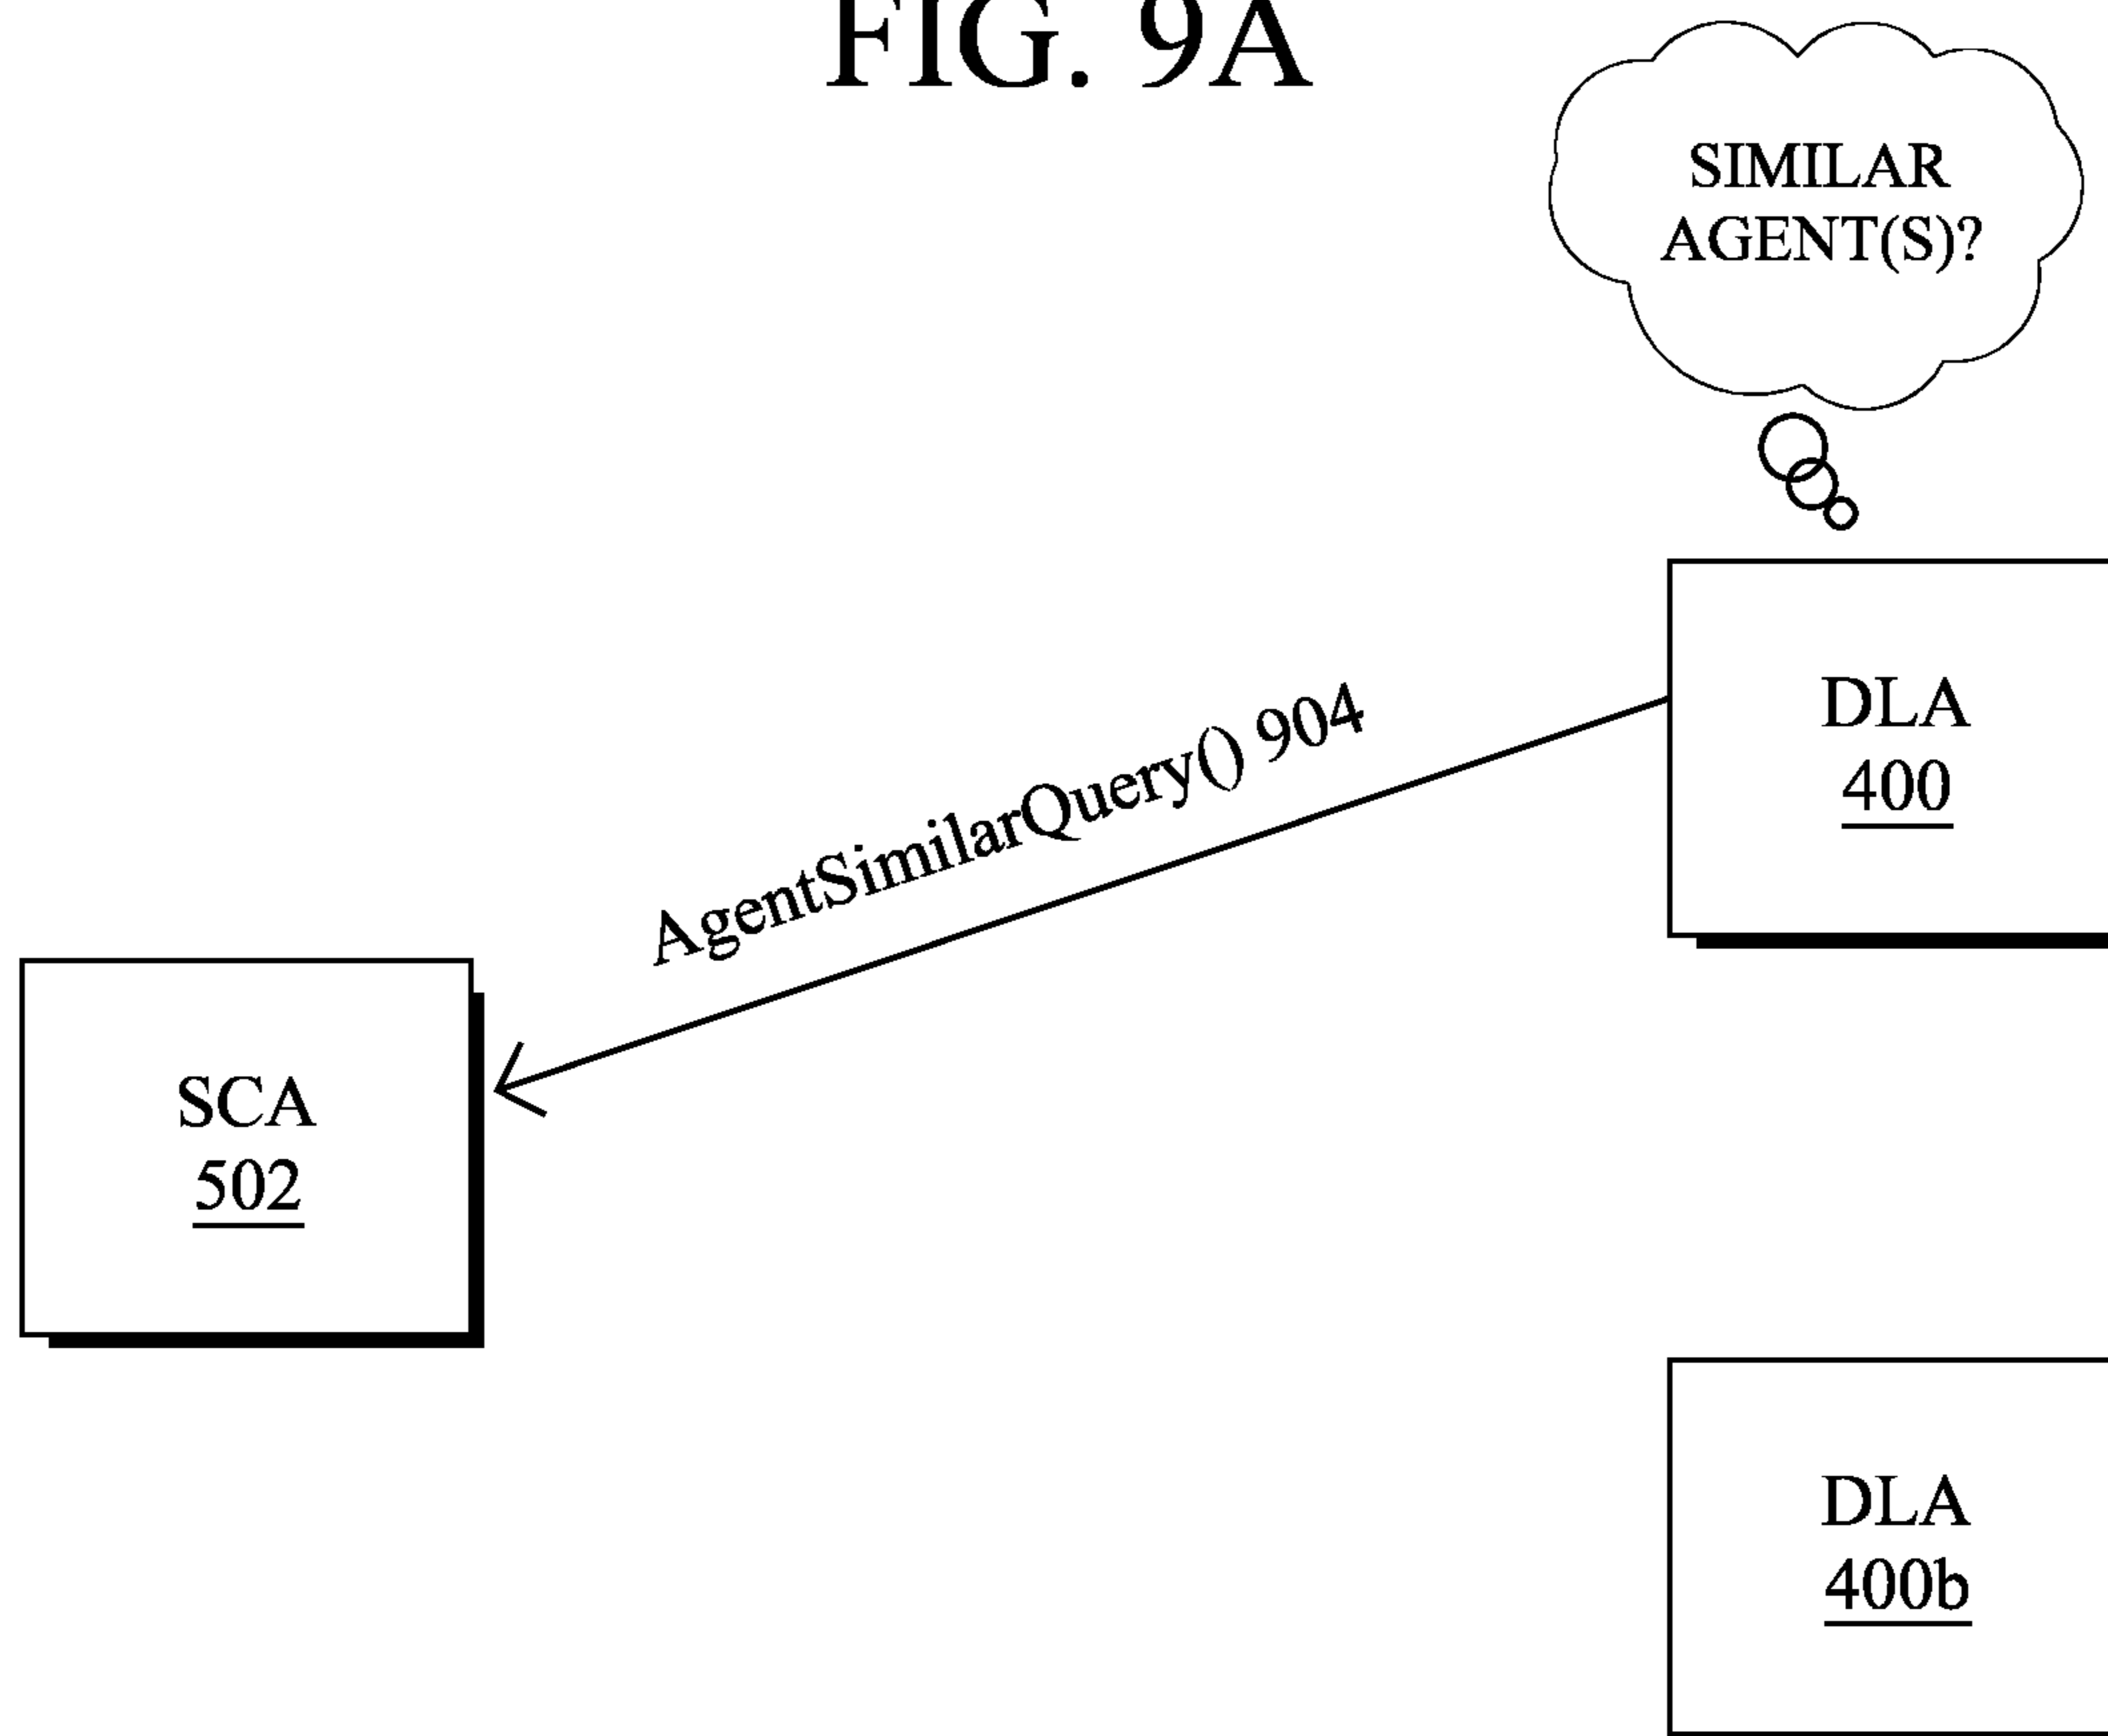 FIG. 9A
SIMILAR
AGENT(S)?
DLA
400
AgentSimilarQuery() 904
SCA
502
DLA
400b